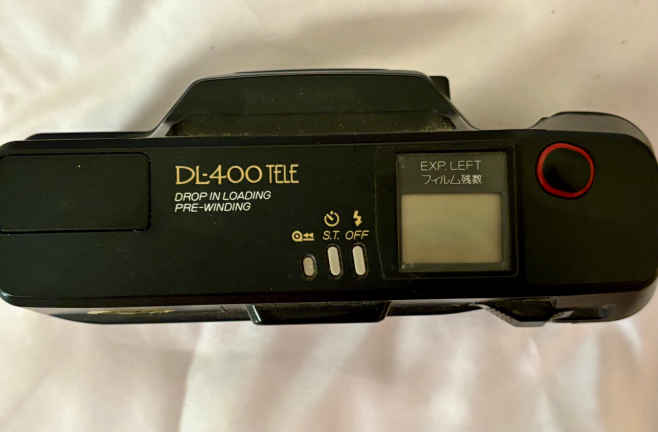 DL-400 TELE
DROP IN LOADING
PRE-WINDING
S.T. OFF
EXP. LEFT
フィルム残数